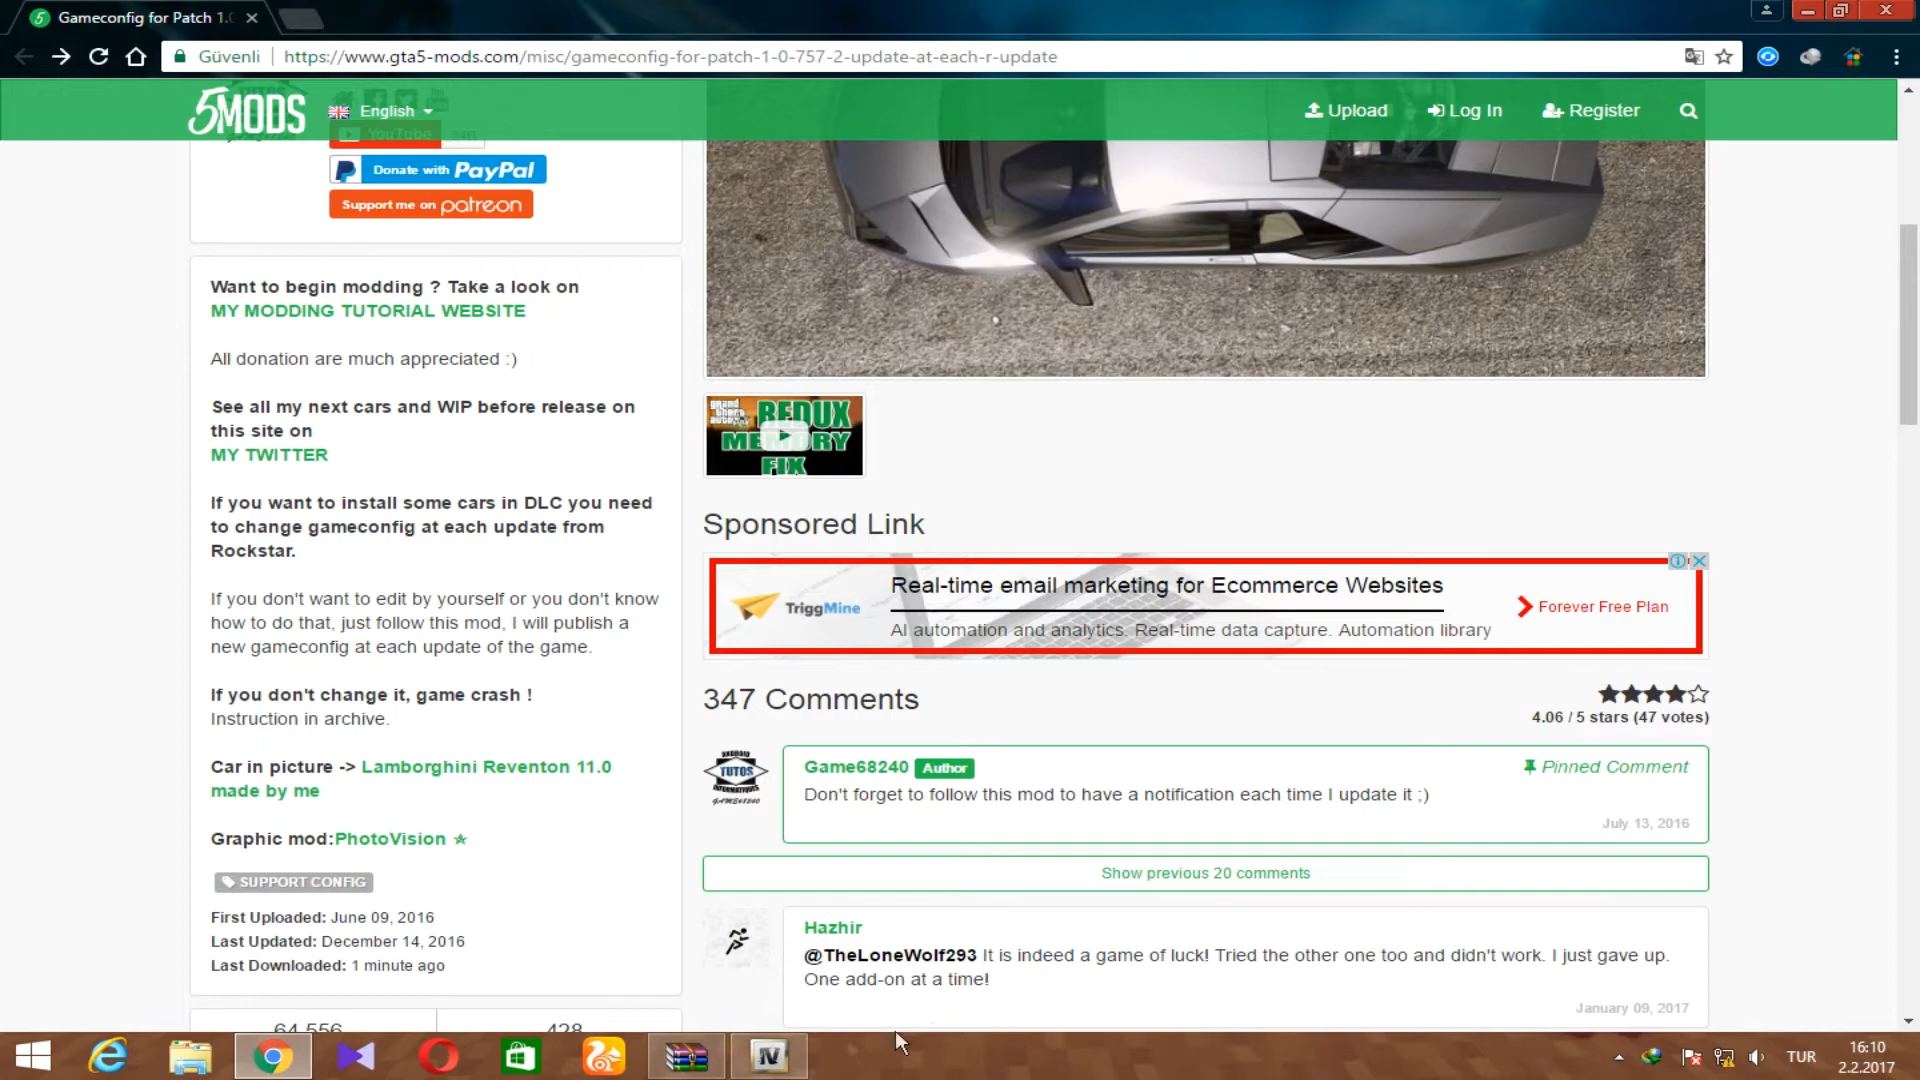 Gameconfig for Patch 1.0
Güvenli
https://www.gta5-mods.com/misc/gameconfig-for-patch-1-0-757-2-update-at-each-r-update
5MODS
English
Upload
Log In
Register
YouTube
Donate with PayPal
Support me on patreon
Want to begin modding ? Take a look on
MY MODDING TUTORIAL WEBSITE
All donation are much appreciated :)
See all my next cars and WIP before release on
this site on
MY TWITTER
If you want to install some cars in DLC you need
to change gameconfig at each update from
Rockstar.
If you don't want to edit by yourself or you don't know
how to do that, just follow this mod, I will publish a
new gameconfig at each update of the game.
If you don't change it, game crash !
Instruction in archive.
Car in picture -> Lamborghini Reventon 11.0
made by me
Graphic mod:PhotoVision
SUPPORT CONFIG
First Uploaded: June 09, 2016
Last Updated: December 14, 2016
Last Downloaded: 1 minute ago
64,556
428
REDUX
MEMORY
FIX
Sponsored Link
TriggMine
Real-time email marketing for Ecommerce Websites
AI automation and analytics. Real-time data capture. Automation library
Forever Free Plan
347 Comments
4.06 / 5 stars (47 votes)
TUTOS
Game68240 Author
Pinned Comment
Don't forget to follow this mod to have a notification each time I update it ;)
July 13, 2016
Show previous 20 comments
Hazhir
@TheLoneWolf293 It is indeed a game of luck! Tried the other one too and didn't work. I just gave up.
One add-on at a time!
January 09, 2017
IV
TUR
16:10
2.2.2017